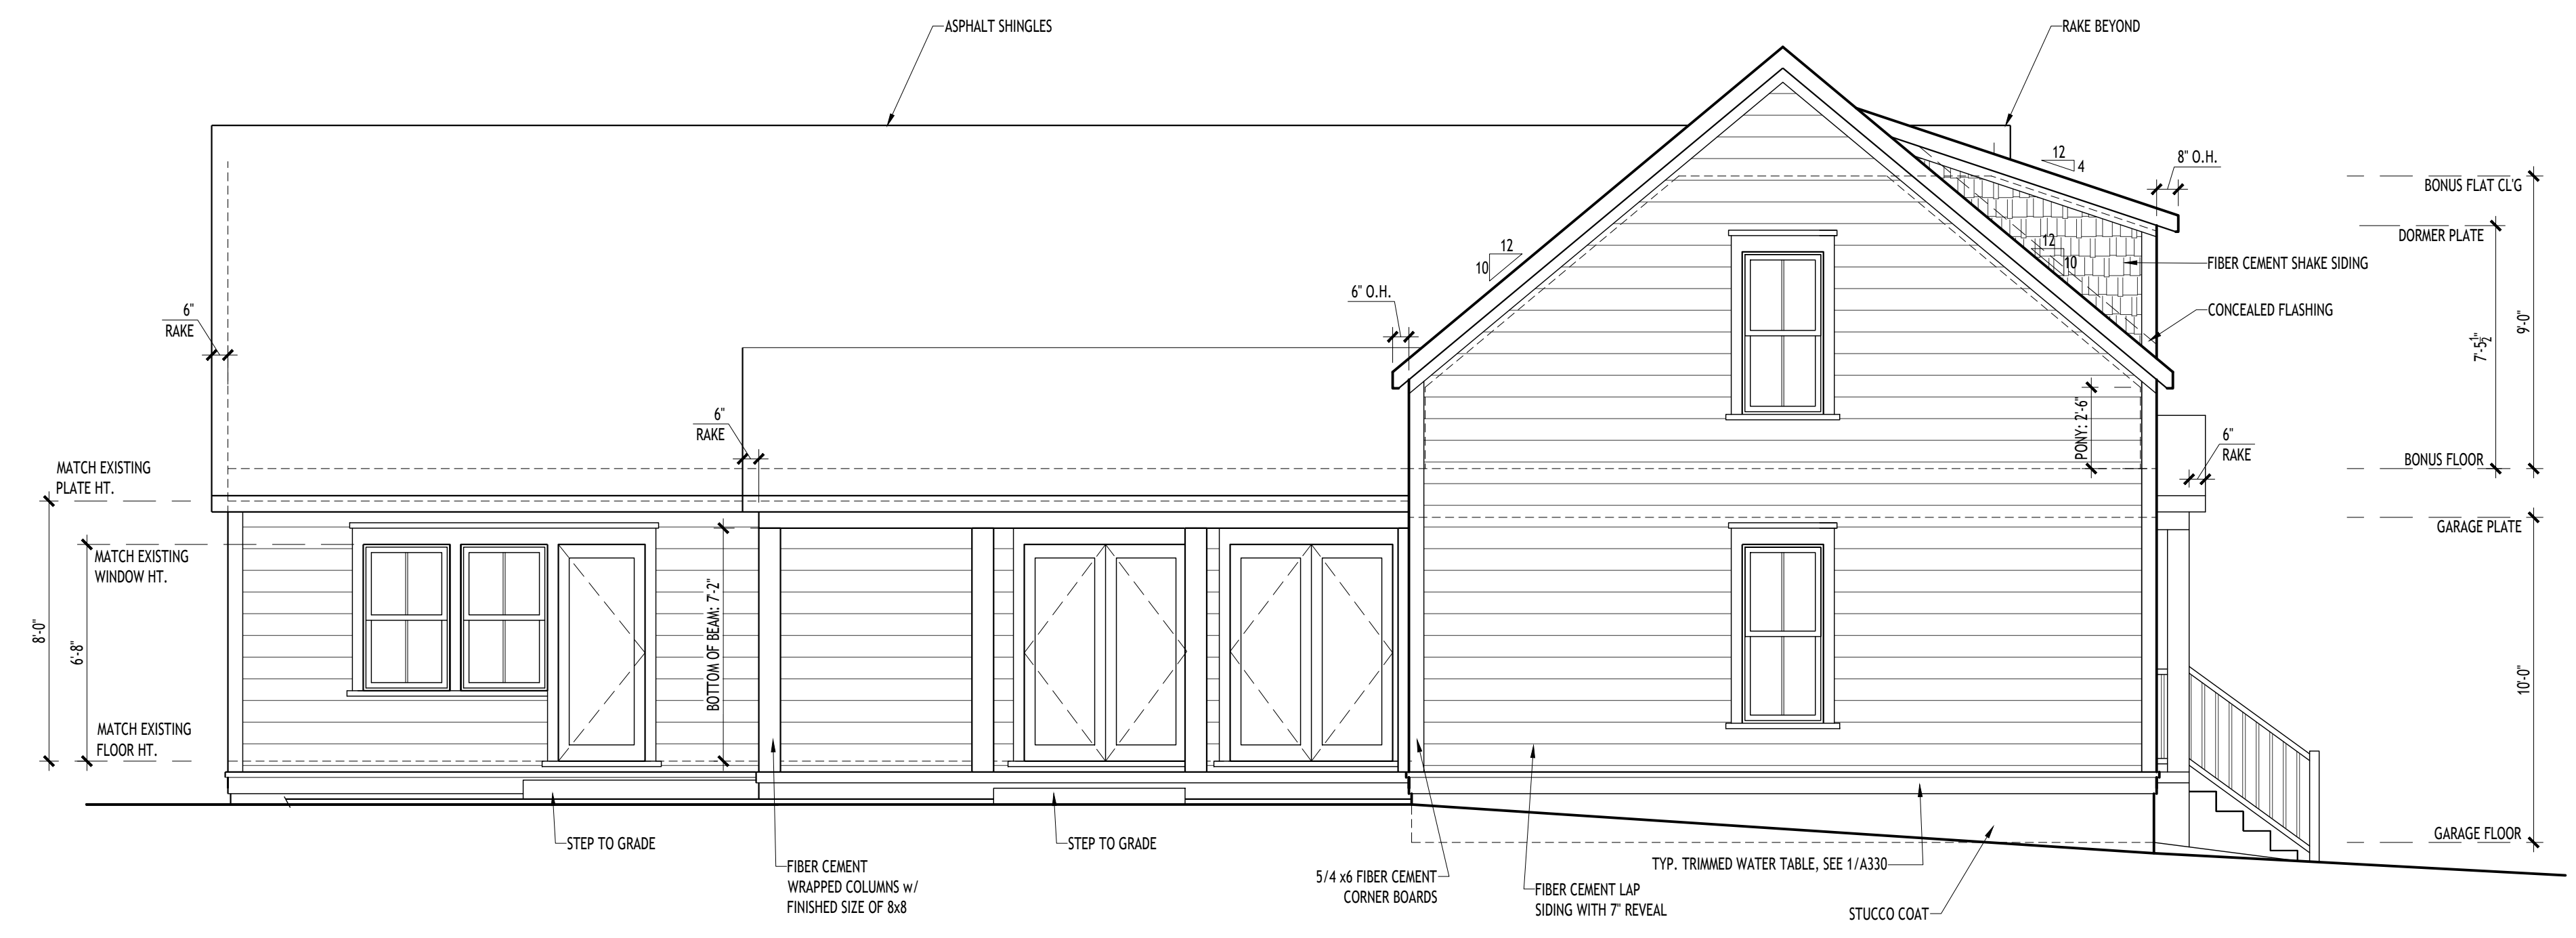 ASPHALT SHINGLES
RAKE BEYOND
12
4
8" O.H.
BONUS FLAT CL'G
DORMER PLATE
12
10
12
10
FIBER CEMENT SHAKE SIDING
6" O.H.
CONCEALED FLASHING
6"
RAKE
9'-0"
7'-5 1/2"
6"
RAKE
PONY: 2'-6"
6"
RAKE
BONUS FLOOR
MATCH EXISTING
PLATE HT.
GARAGE PLATE
MATCH EXISTING
WINDOW HT.
8'-0"
6'-8"
BOTTOM OF BEAM: 7'-2"
10'-0"
MATCH EXISTING
FLOOR HT.
GARAGE FLOOR
STEP TO GRADE
STEP TO GRADE
FIBER CEMENT
WRAPPED COLUMNS w/
FINISHED SIZE OF 8x8
5/4 x6 FIBER CEMENT
CORNER BOARDS
FIBER CEMENT LAP
SIDING WITH 7" REVEAL
TYP. TRIMMED WATER TABLE, SEE 1/A330
STUCCO COAT